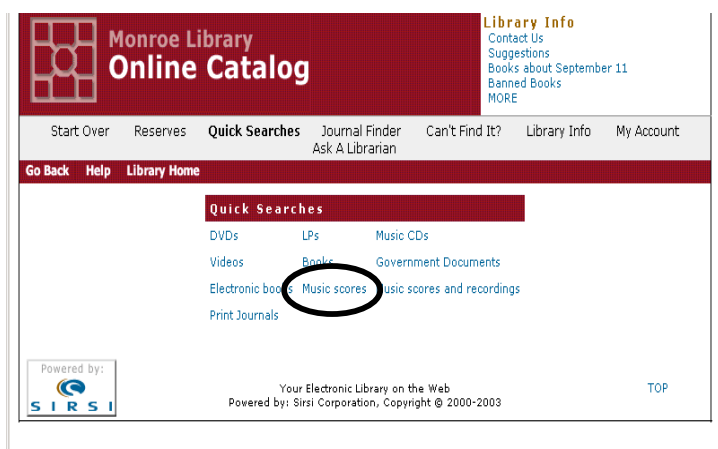 Monroe Library
Online Catalog
Library Info
Contact Us
Suggestions
Books about September 11
Banned Books
MORE
Start Over Reserves Quick Searches Journal Finder Can't Find It? Library Info My Account
Ask A Librarian
Go Back Help Library Home
Quick Searches
DVDs LPs Music CDs
Videos Books Government Documents
Electronic books Music scores Music scores and recordings
Print Journals
Powered by:
SIRSI
Your Electronic Library on the Web
Powered by: Sirsi Corporation, Copyright © 2000-2003
TOP